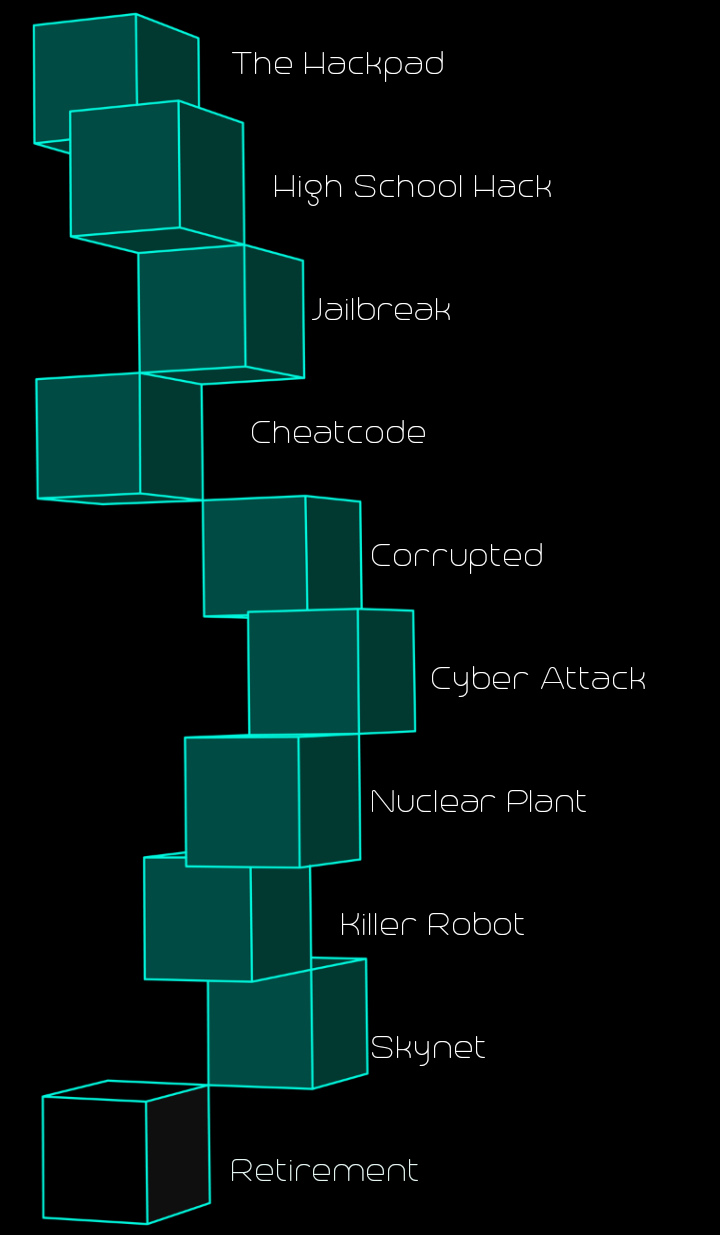 The Hackpad
High School Hack
Jailbreak
Cheatcode
Corrupted
Cyber Attack
Nuclear Plant
Killer Robot
Skynet
Retirement